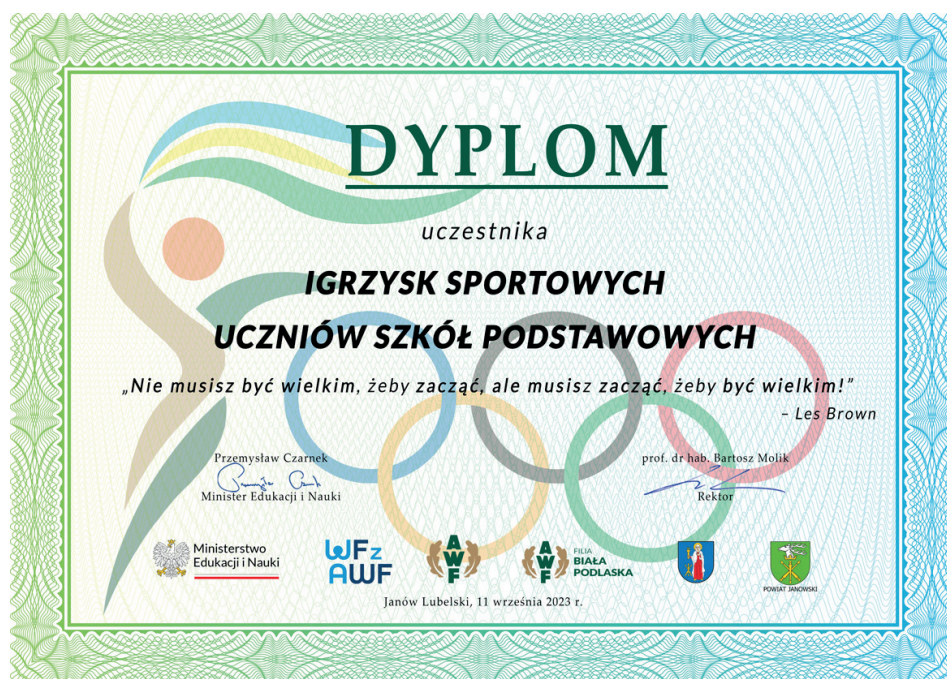 DYPLOM
uczestnika
IGRZYSK SPORTOWYCH
UCZNIÓW SZKÓŁ PODSTAWOWYCH
„Nie musisz być wielkim, żeby zacząć, ale musisz zacząć, żeby być wielkim!”
– Les Brown
Przemysław Czarnek
Minister Edukacji i Nauki
prof. dr hab. Bartosz Molik
Rektor
Ministerstwo
Edukacji i Nauki
WFz
AWF
AWF
AWF
FILIA
BIAŁA
PODLASKA
POWIAT JANOWSKI
Janów Lubelski, 11 września 2023 r.